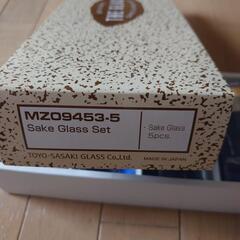 MZ09453-5
Sake Glass Set
Sake Glass
5pcs.
TOYO-SASAKI GLASS Co.,Ltd.
MADE IN JAPAN